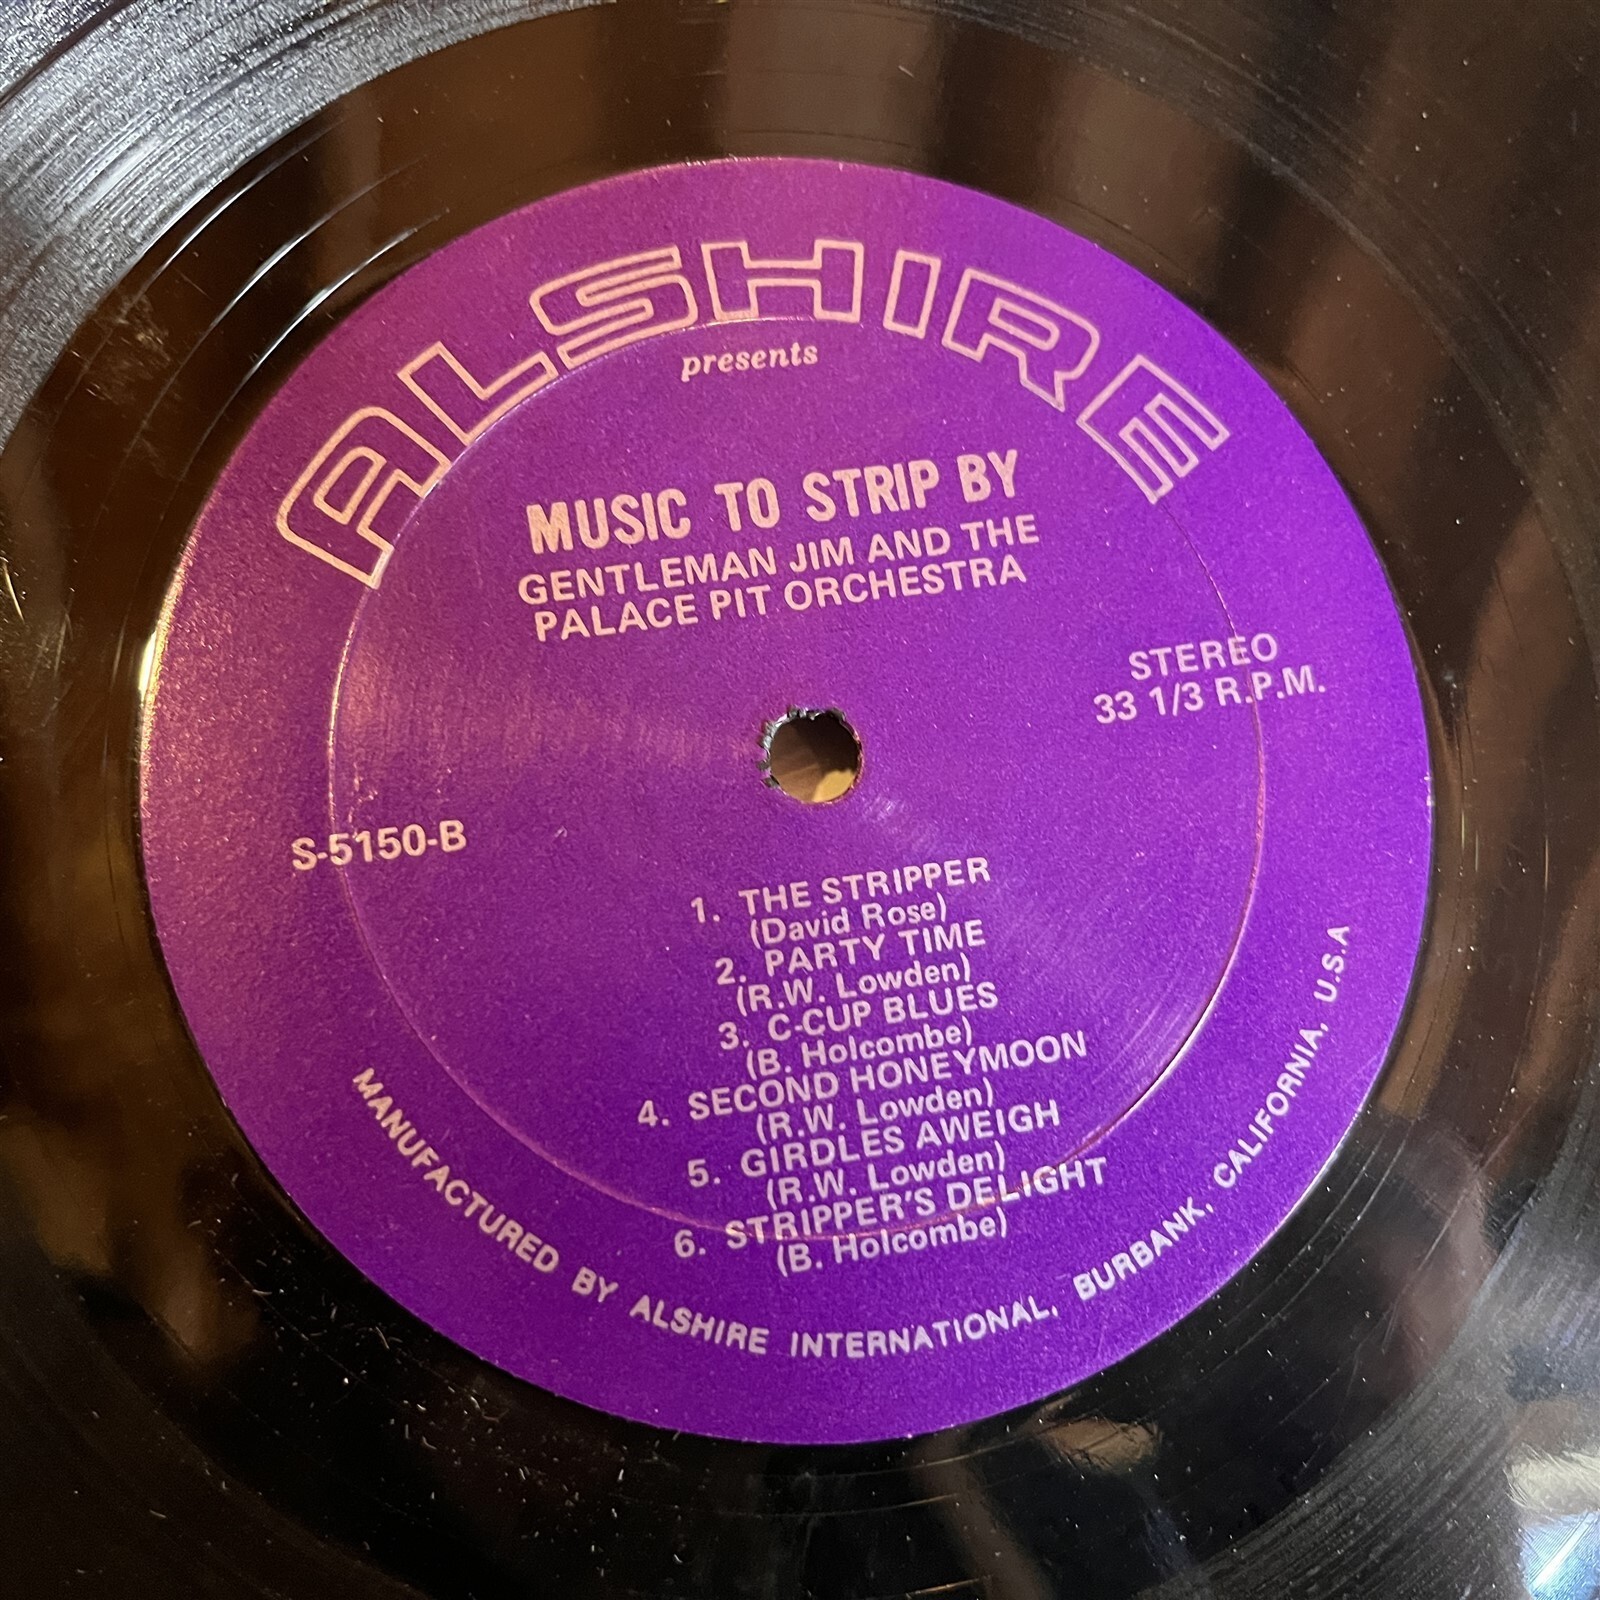 ALSHIRE
presents
MUSIC TO STRIP BY
GENTLEMAN JIM AND THE
PALACE PIT ORCHESTRA
STEREO
33 1/3 R.P.M.
S-5150-B
1. THE STRIPPER
(David Rose)
2. PARTY TIME
(R.W. Lowden)
3. C-CUP BLUES
(B. Holcombe)
4. SECOND HONEYMOON
(R.W. Lowden)
5. GIRDLES AWEIGH
(R.W. Lowden)
6. STRIPPER'S DELIGHT
(B. Holcombe)
MANUFACTURED BY ALSHIRE INTERNATIONAL, BURBANK, CALIFORNIA, U.S.A